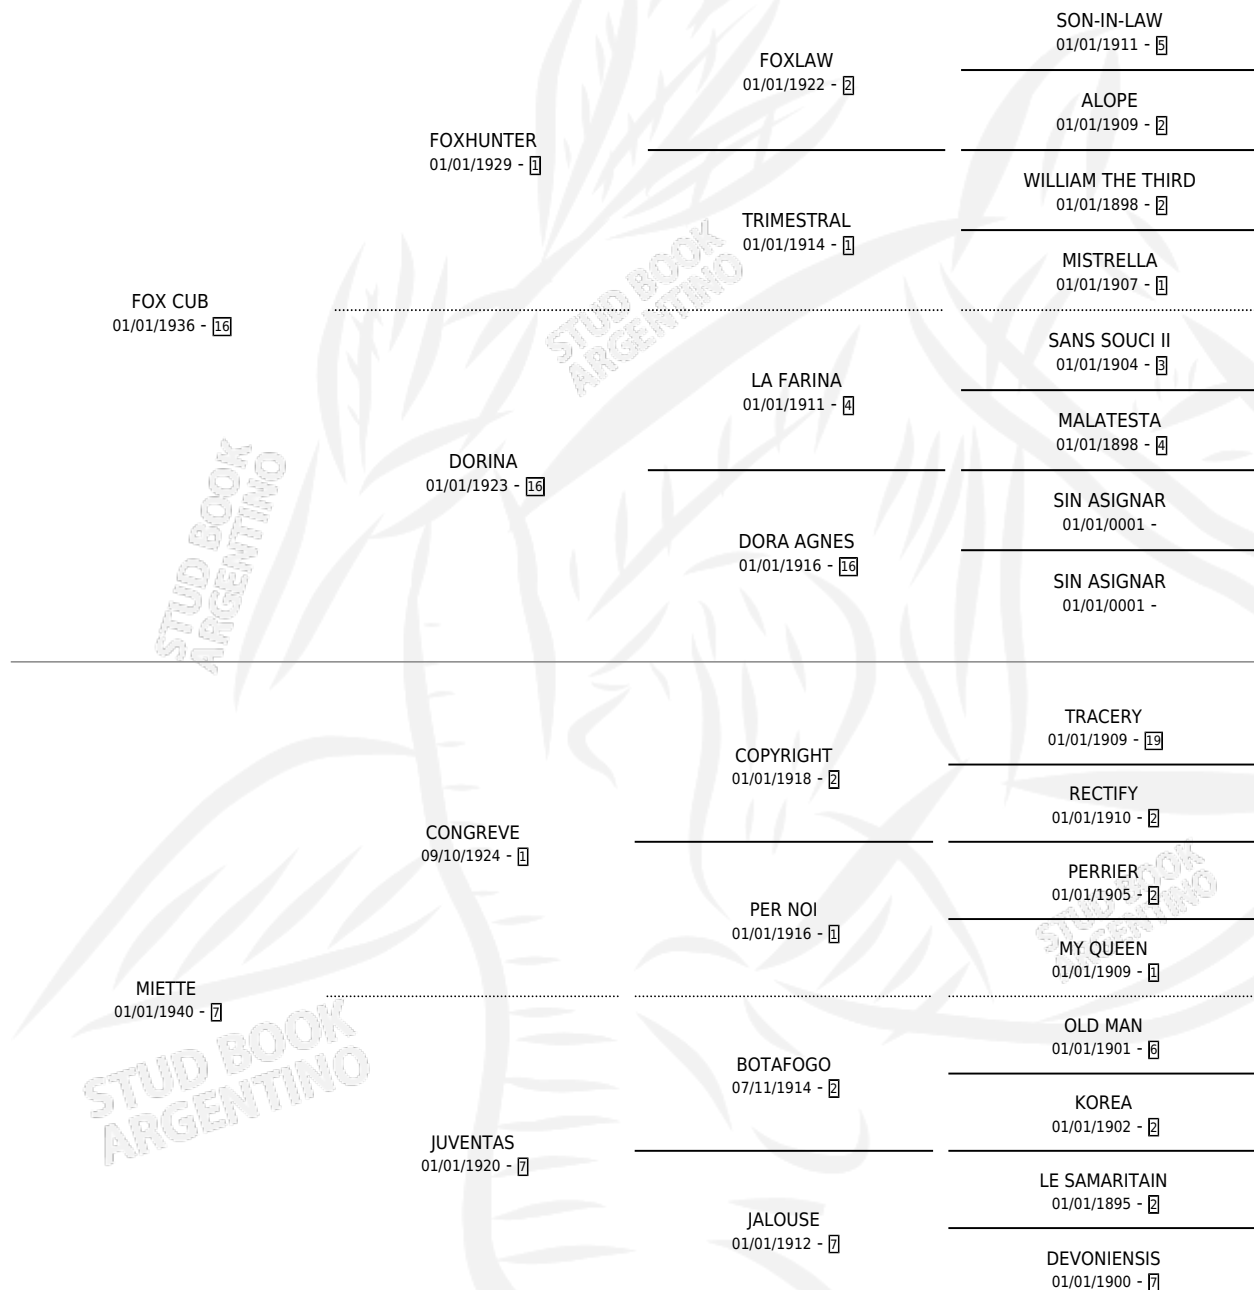 SON-IN-LAW
01/01/1911 - 5
FOXLAW
01/01/1922 - 2
ALOPE
01/01/1909 - 2
FOXHUNTER
01/01/1929 - 1
WILLIAM THE THIRD
01/01/1898 - 2
TRIMESTRAL
01/01/1914 - 1
MISTRELLA
01/01/1907 - 1
FOX CUB
01/01/1936 - 16
SANS SOUCI II
01/01/1904 - 3
LA FARINA
01/01/1911 - 4
MALATESTA
01/01/1898 - 4
DORINA
01/01/1923 - 16
SIN ASIGNAR
01/01/0001 -
DORA AGNES
01/01/1916 - 16
SIN ASIGNAR
01/01/0001 -
TRACERY
01/01/1909 - 19
COPYRIGHT
01/01/1918 - 2
RECTIFY
01/01/1910 - 2
CONGREVE
09/10/1924 - 1
PERRIER
01/01/1905 - 2
PER NOI
01/01/1916 - 1
MY QUEEN
01/01/1909 - 1
MIETTE
01/01/1940 - 7
OLD MAN
01/01/1901 - 6
BOTAFOGO
07/11/1914 - 2
KOREA
01/01/1902 - 2
JUVENTAS
01/01/1920 - 7
LE SAMARITAIN
01/01/1895 - 2
JALOUSE
01/01/1912 - 7
DEVONIENSIS
01/01/1900 - 7
STUD BOOK
ARGENTINO
STUD BOOK
ARGENTINO
STUD BOOK
ARGENTINO
STUD BOOK
ARGENTINO